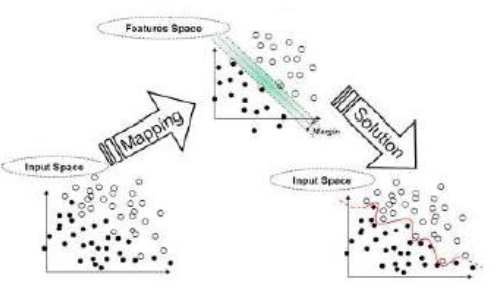 Features Space
Margin
Mapping
Solution
Input Space
Input Space